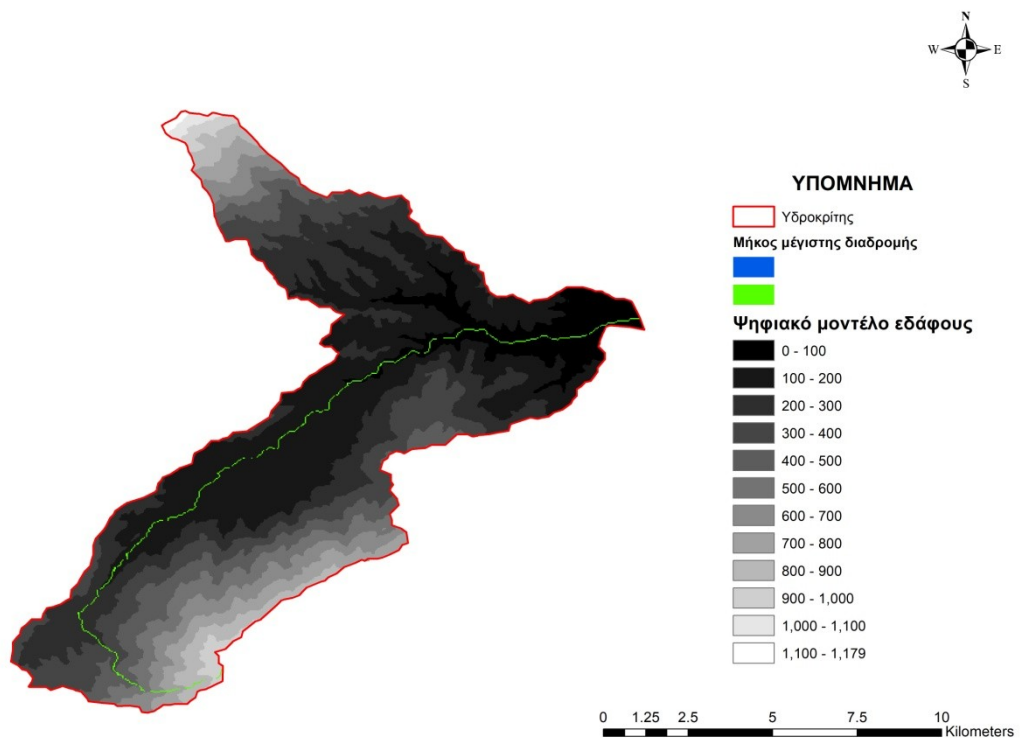 N
W E
S
ΥΠΟΜΝΗΜΑ
Υδροκρίτης
Μήκος μέγιστης διαδρομής
Ψηφιακό μοντέλο εδάφους
0 - 100
100 - 200
200 - 300
300 - 400
400 - 500
500 - 600
600 - 700
700 - 800
800 - 900
900 - 1,000
1,000 - 1,100
1,100 - 1,179
0 1.25 2.5 5 7.5 10
Kilometers